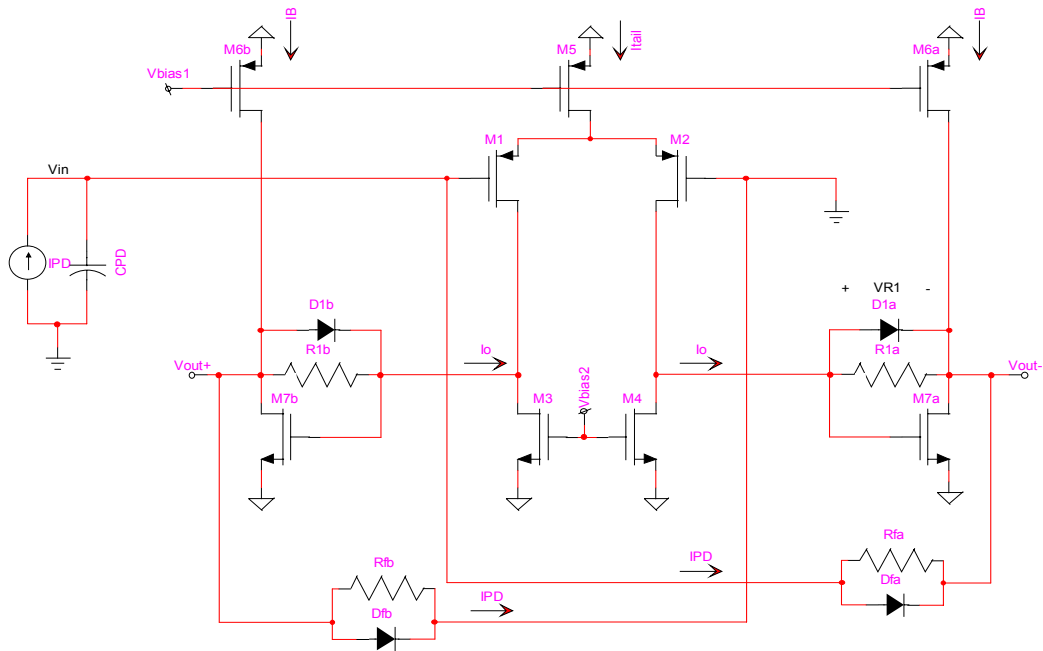 IB
Itail
IB
M6b
M5
M6a
Vbias1
M1
M2
Vin
IPD
CPD
+ VR1 -
D1b
D1a
R1b
Io
Io
R1a
Vout+
Vbias2
Vout-
M7b
M3
M4
M7a
Rfa
IPD
Dfa
Rfb
IPD
Dfb